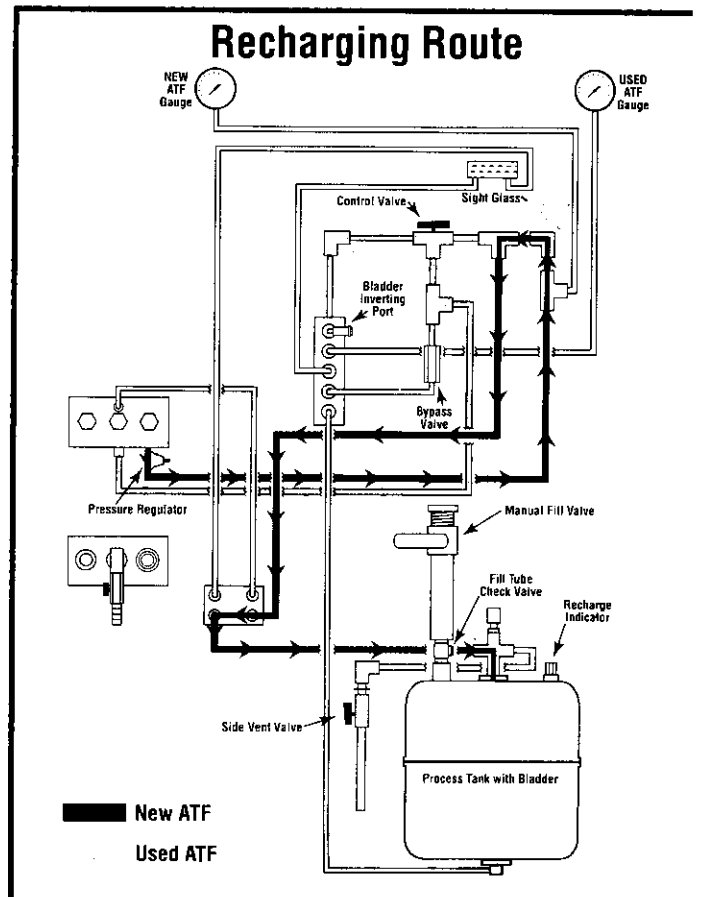 Recharging Route
NEW
ATF
Gauge
USED
ATF
Gauge
Sight Glass
Control Valve
Bladder
Inverting
Port
Bypass
Valve
Pressure Regulator
Manual Fill Valve
Fill Tube
Check Valve
Recharge
Indicator
Side Vent Valve
Process Tank with Bladder
New ATF
Used ATF